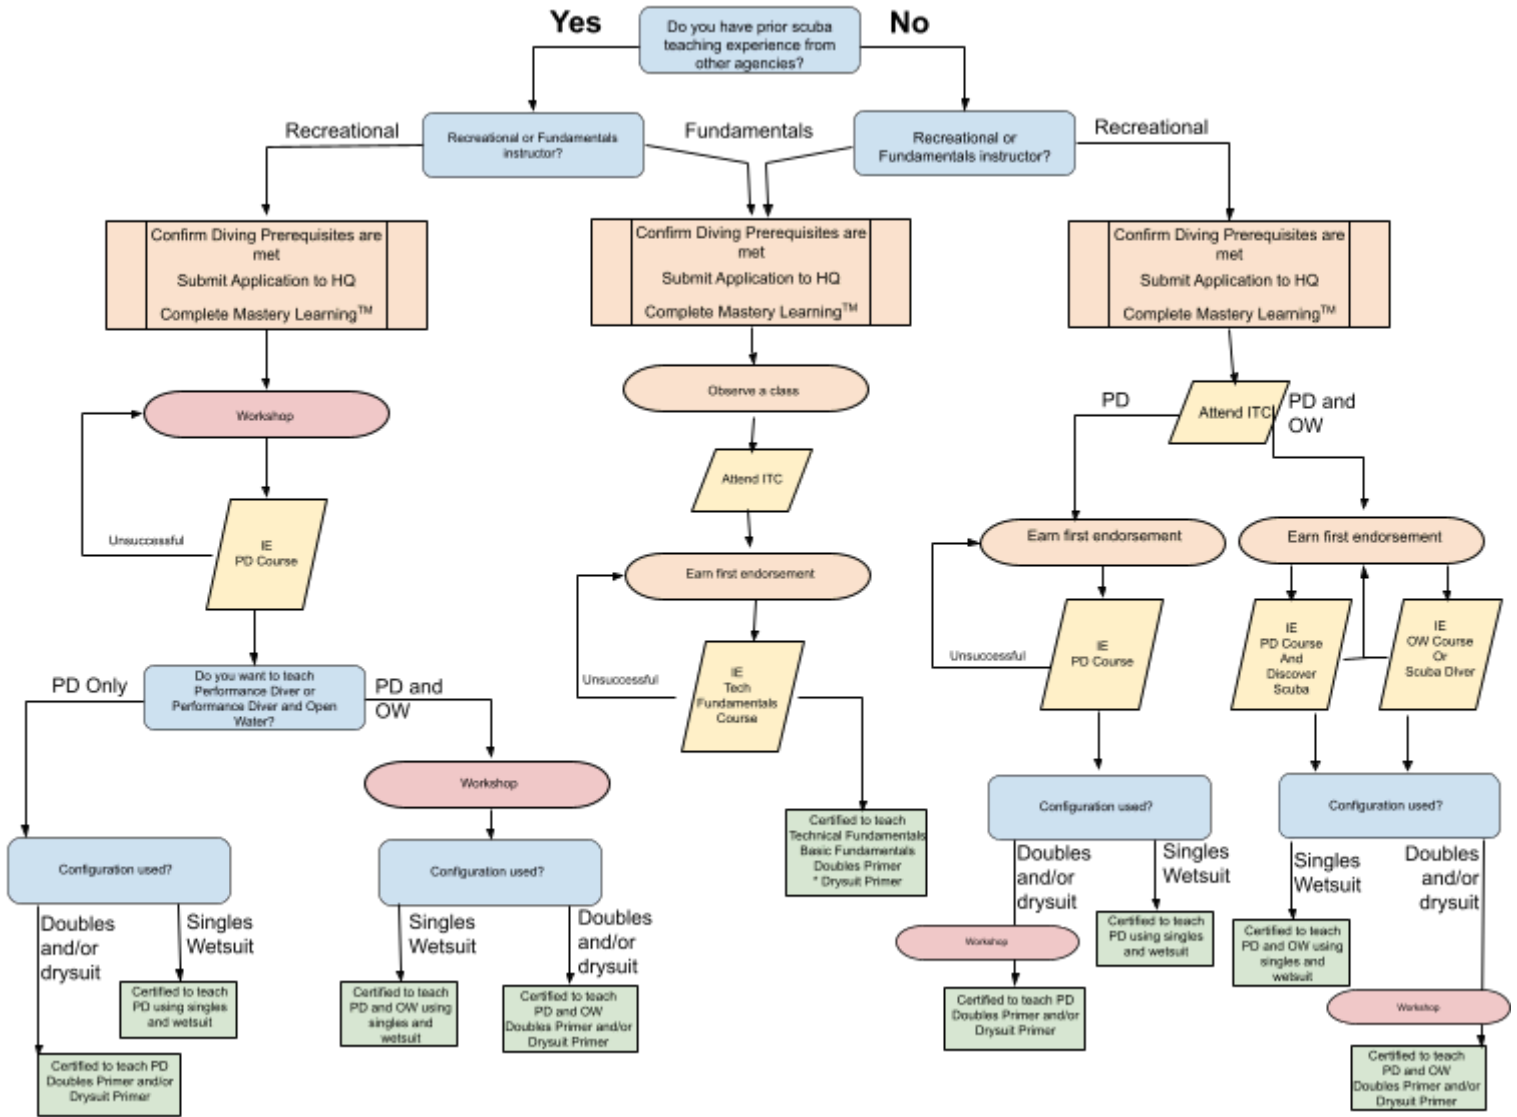 Yes
Do you have prior scuba
teaching experience from
other agencies?
No
Recreational
Recreational or Fundamentals
instructor?
Fundamentals
Recreational or
Fundamentals instructor?
Recreational
Confirm Diving Prerequisites are
met
Submit Application to HQ
Complete Mastery Learning™
Confirm Diving Prerequisites are
met
Submit Application to HQ
Complete Mastery Learning™
Confirm Diving Prerequisites are
met
Submit Application to HQ
Complete Mastery Learning™
Workshop
Unsuccessful
IE
PD Course
Do you want to teach
Performance Diver or
Performance Diver and Open
Water?
PD Only
PD and
OW
Workshop
Configuration used?
Doubles
and/or
drysuit
Singles
Wetsuit
Certified to teach
PD using singles
and wetsuit
Certified to teach PD
Doubles Primer and/or
Drysuit Primer
Configuration used?
Singles
Wetsuit
Doubles
and/or
drysuit
Certified to teach
PD and OW using
singles and
wetsuit
Certified to teach
PD and OW
Doubles Primer and/or
Drysuit Primer
Observe a class
Attend ITC
Earn first endorsement
Unsuccessful
IE
Tech
Fundamentals
Course
Certified to teach
Technical Fundamentals
Basic Fundamentals
Doubles Primer
* Drysuit Primer
Attend ITC
PD
PD and
OW
Earn first endorsement
Unsuccessful
IE
PD Course
Configuration used?
Doubles
and/or
drysuit
Singles
Wetsuit
Workshop
Certified to teach PD
Doubles Primer and/or
Drysuit Primer
Certified to teach
PD using singles
and wetsuit
Earn first endorsement
IE
PD Course
And
Discover
Scuba
IE
OW Course
Or
Scuba DIver
Configuration used?
Singles
Wetsuit
Doubles
and/or
drysuit
Certified to teach
PD and OW using
singles and
wetsuit
Workshop
Certified to teach
PD and OW
Doubles Primer and/or
Drysuit Primer